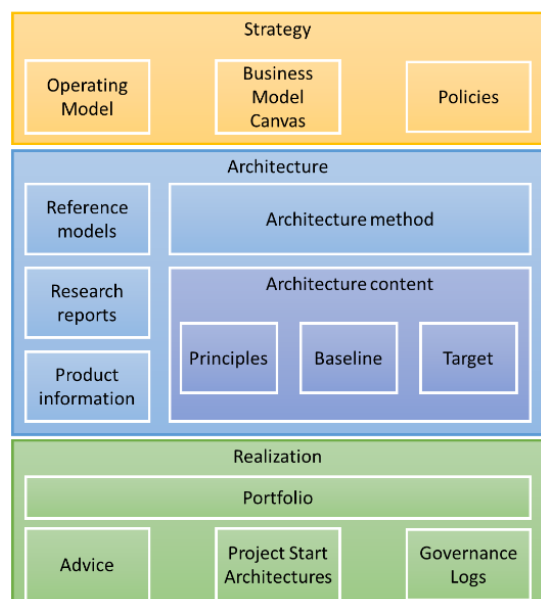 Strategy
Operating
Model
Business
Model
Canvas
Policies
Architecture
Reference
models
Architecture method
Research
reports
Architecture content
Principles
Baseline
Target
Product
information
Realization
Portfolio
Advice
Project Start
Architectures
Governance
Logs